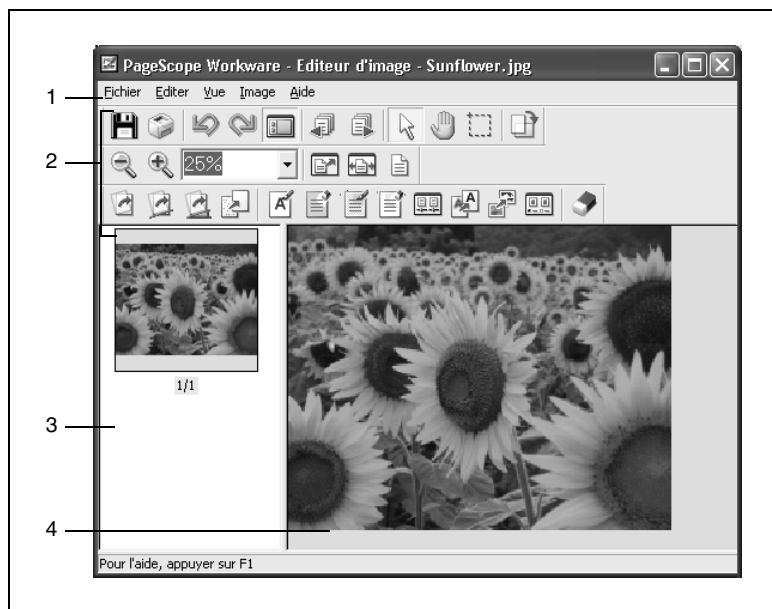 PageScope Workware - Editeur d'image - Sunflower.jpg
1
Fichier Editer Vue Image Aide
2
25%
1/1
3
4
Pour l'aide, appuyer sur F1